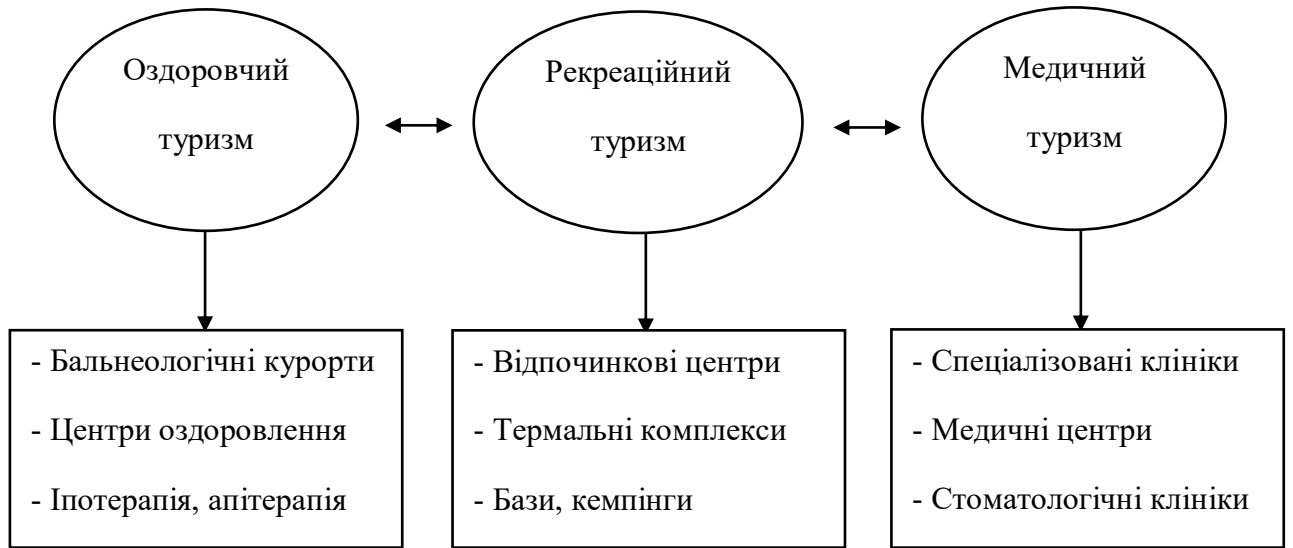 Оздоровчий
туризм
Рекреаційний
туризм
Медичний
туризм
- Бальнеологічні курорти
- Центри оздоровлення
- Іпотерапія, апітерапія
- Відпочинкові центри
- Термальні комплекси
- Бази, кемпінги
- Спеціалізовані клініки
- Медичні центри
- Стоматологічні клініки